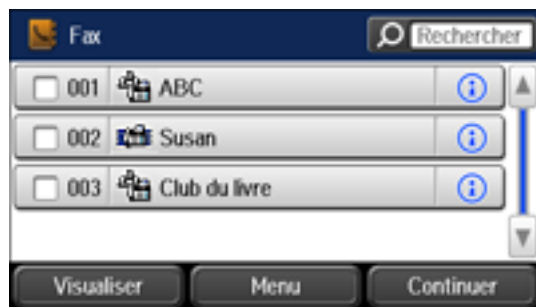 Fax
Rechercher
001 ABC
002 Susan
003 Club du livre
Visualiser Menu Continuer